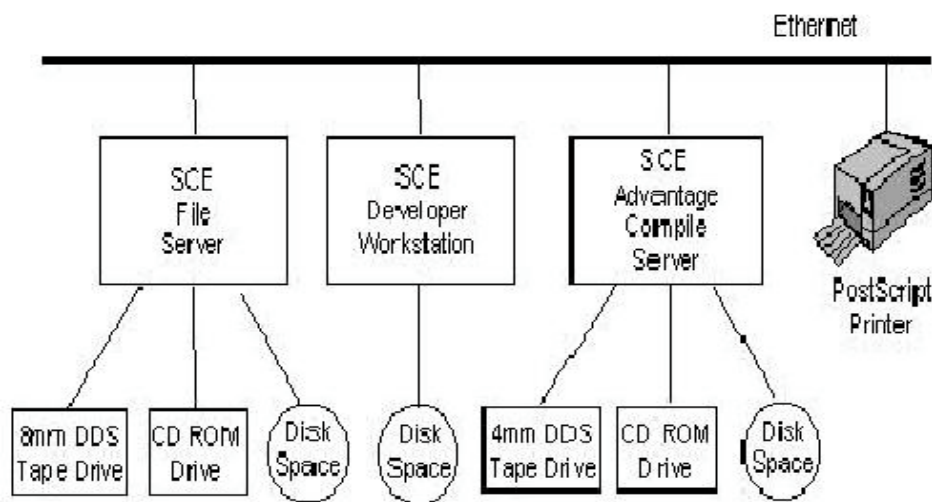 Ethernet
SCE
File
Server
SCE
Developer
Workstation
SCE
Advantage
Compile
Server
PostScript
Printer
8mm DDS
Tape Drive
CD ROM
Drive
Disk
Space
Disk
Space
4mm DDS
Tape Drive
CD ROM
Drive
Disk
Space